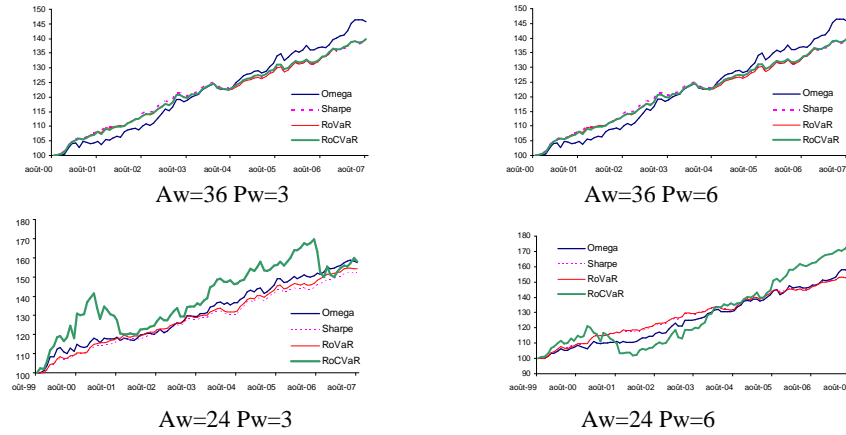 150
145
140
135
130
125
120
115
110
105
100
Omega
Sharpe
RoVaR
RoCVaR
août-00 août-01 août-02 août-03 août-04 août-05 août-06 août-07
Aw=36 Pw=3
150
145
140
135
130
125
120
115
110
105
100
Omega
Sharpe
RoVaR
RoCVaR
août-00 août-01 août-02 août-03 août-04 août-05 août-06 août-07
Aw=36 Pw=6
180
170
160
150
140
130
120
110
100
Omega
Sharpe
RoVaR
RoCVaR
oût-99 août-00 août-01 août-02 août-03 août-04 août-05 août-06 août-07
Aw=24 Pw=3
180
170
160
150
140
130
120
110
100
90
Omega
Sharpe
RoVaR
RoCVaR
août-99 août-00 août-01 août-02 août-03 août-04 août-05 août-06 août-0
Aw=24 Pw=6